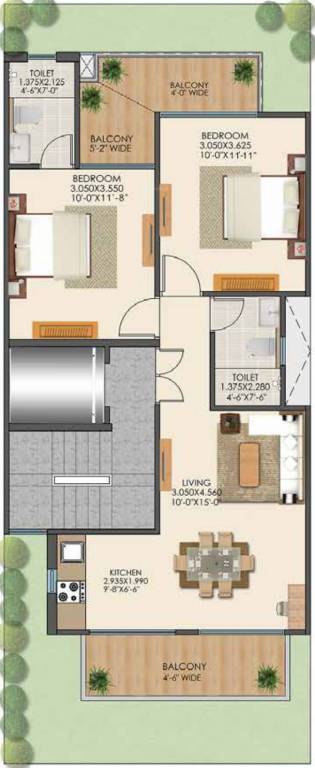 TOILET
1.375X2.125
4'-6"X7'-0"
BALCONY
4'-0" WIDE
BALCONY
5'-2" WIDE
BEDROOM
3.050X3.625
10'-0"X11'-11"
BEDROOM
3.050X3.550
10'-0"X11'-8"
TOILET
1.375X2.280
4'-6"X7'-6"
LIVING
3.050X4.560
10'-0"X15'-0"
KITCHEN
2.935X1.990
9'-8"X6'-6"
BALCONY
4'-6" WIDE